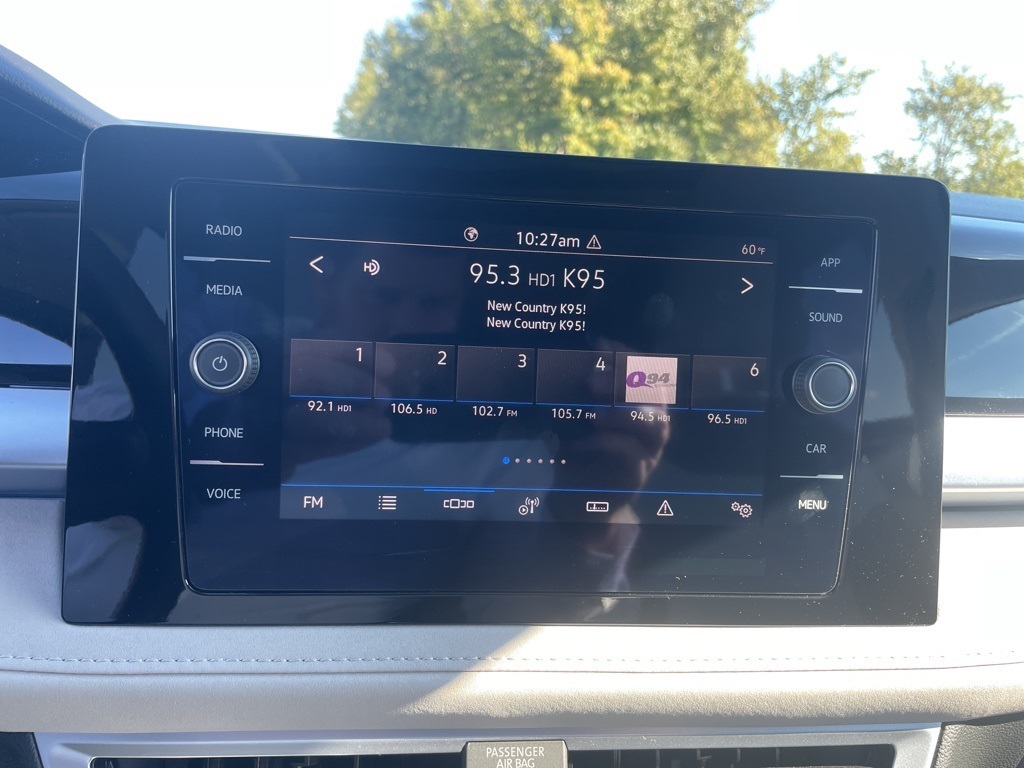 RADIO
MEDIA
PHONE
VOICE
10:27am
60°F
95.3 HD1 K95
New Country K95!
New Country K95!
1 2 3 4 Q94 6
92.1 HD1 106.5 HD 102.7 FM 105.7 FM 94.5 HD1 96.5 HD1
FM
APP
SOUND
CAR
MENU
PASSENGER
AIR BAG